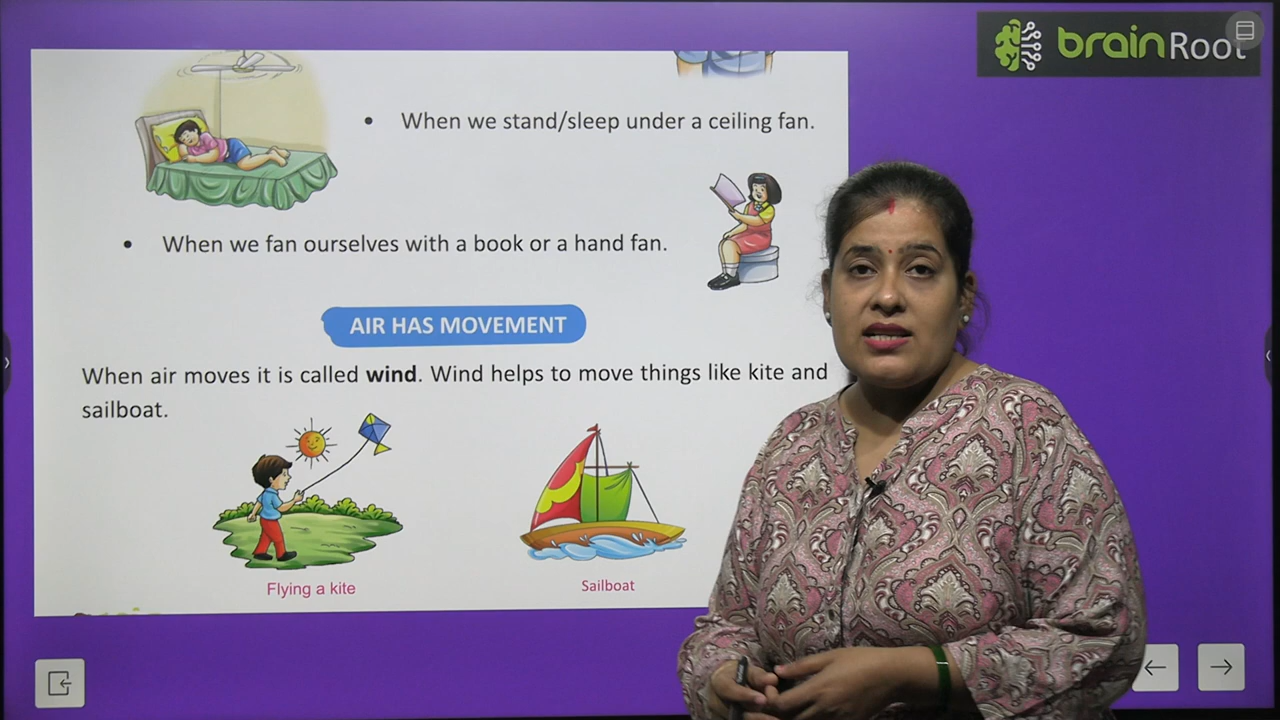 brainRoot
• When we stand/sleep under a ceiling fan.
• When we fan ourselves with a book or a hand fan.
AIR HAS MOVEMENT
When air moves it is called wind. Wind helps to move things like kite and
sailboat.
Flying a kite
Sailboat